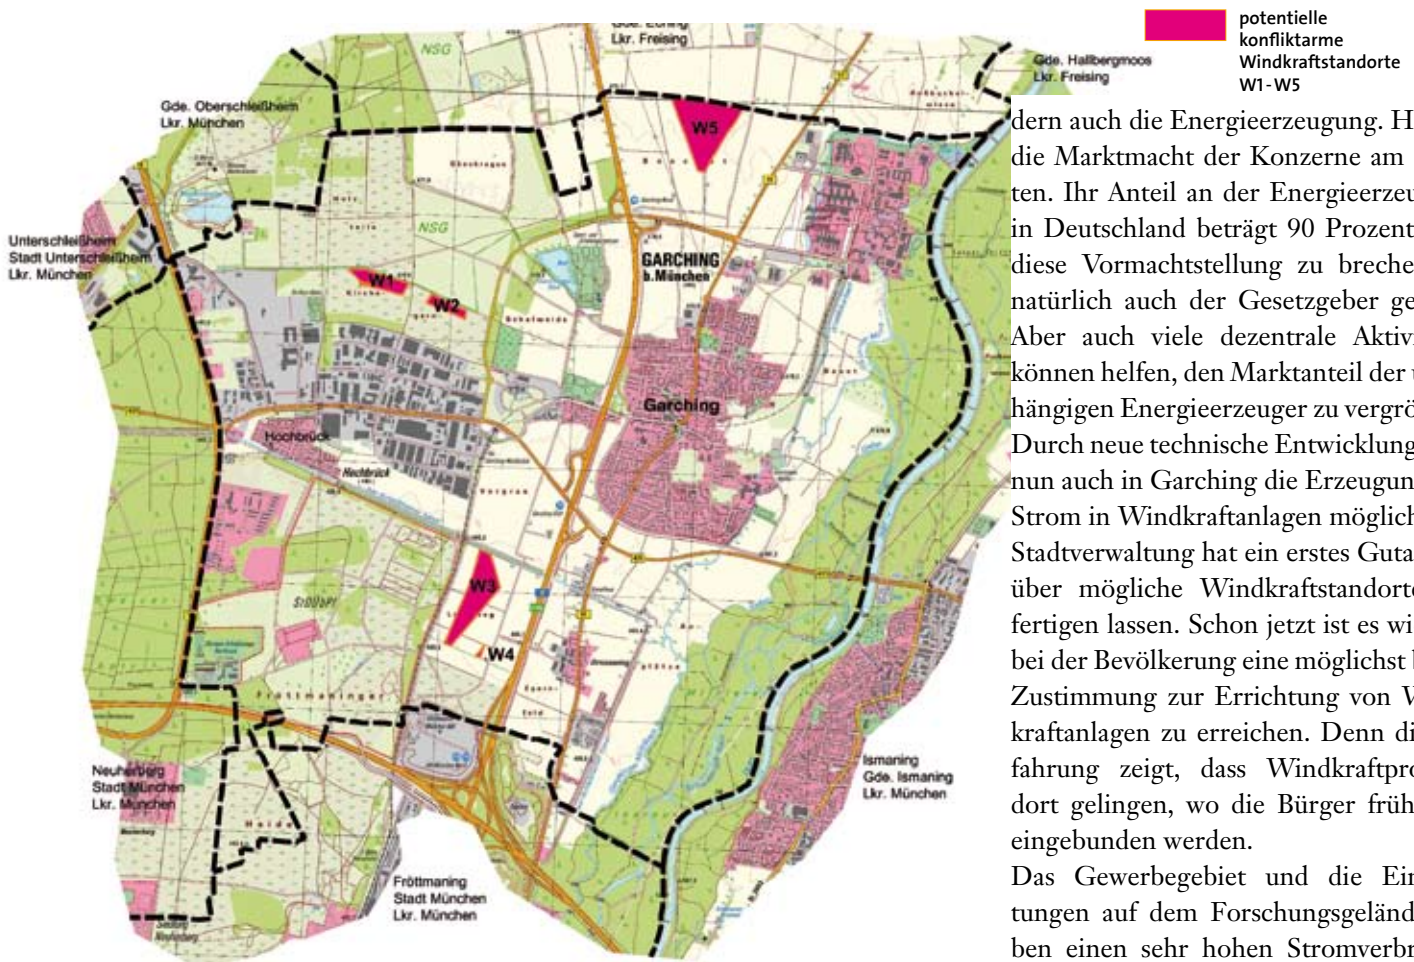 potentielle
konfliktarme
Windkraftstandorte
W1-W5
Lkr. Freising
Gde. Hallbergmoos
Lkr. Freising
NSG
Gde. Oberschleißheim
Lkr. München
W5
Unterschleißheim
Stadt Unterschleißheim
Lkr. München
NSG
GARCHING
b.München
W1
W2
Garching
Hochbrück
Hochbrück
W3
W4
Fröttmaninger
Heide
Neuherberg
Stadt München
Lkr. München
Ismaning
Gde. Ismaning
Lkr. München
Fröttmaning
Stadt München
Lkr. München
dern auch die Energieerzeugung. H
die Marktmacht der Konzerne am
ten. Ihr Anteil an der Energieerzeu
in Deutschland beträgt 90 Prozent
diese Vormachtstellung zu breche
natürlich auch der Gesetzgeber ge
Aber auch viele dezentrale Aktiv
können helfen, den Marktanteil der u
hängigen Energieerzeuger zu vergrö
Durch neue technische Entwicklung
nun auch in Garching die Erzeugun
Strom in Windkraftanlagen möglich
Stadtverwaltung hat ein erstes Guta
über mögliche Windkraftstandorte
fertigen lassen. Schon jetzt ist es wi
bei der Bevölkerung eine möglichst
Zustimmung zur Errichtung von W
kraftanlagen zu erreichen. Denn di
fahrung zeigt, dass Windkraftpro
dort gelingen, wo die Bürger früh
eingebunden werden.
Das Gewerbegebiet und die Ein
tungen auf dem Forschungsgeländ
ben einen sehr hohen Stromverbr